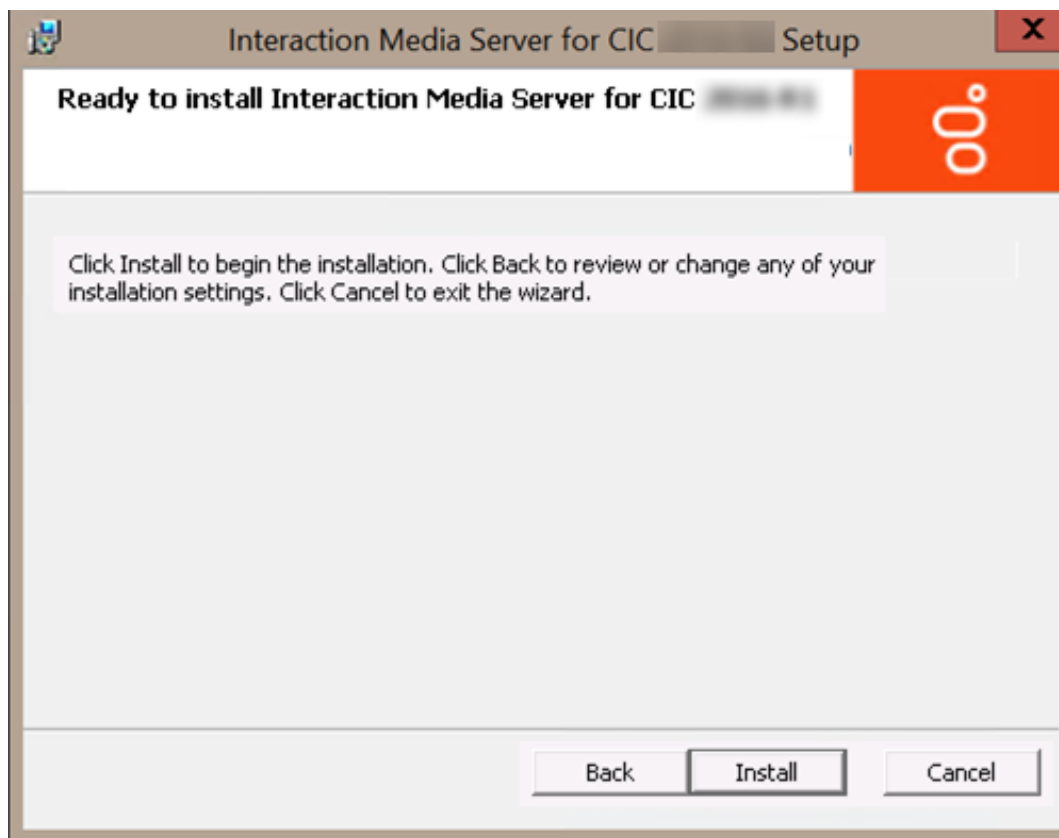 Interaction Media Server for CIC Setup
X
Ready to install Interaction Media Server for CIC
Click Install to begin the installation. Click Back to review or change any of your
installation settings. Click Cancel to exit the wizard.
Back Install Cancel